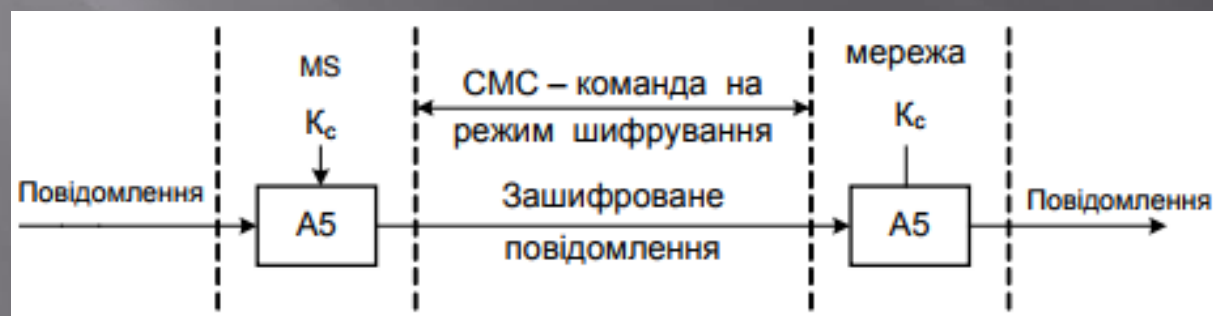 MS
мережа
СМС – команда на
режим шифрування
Kc
Kc
Повідомлення
A5
Зашифроване
повідомлення
A5
Повідомлення